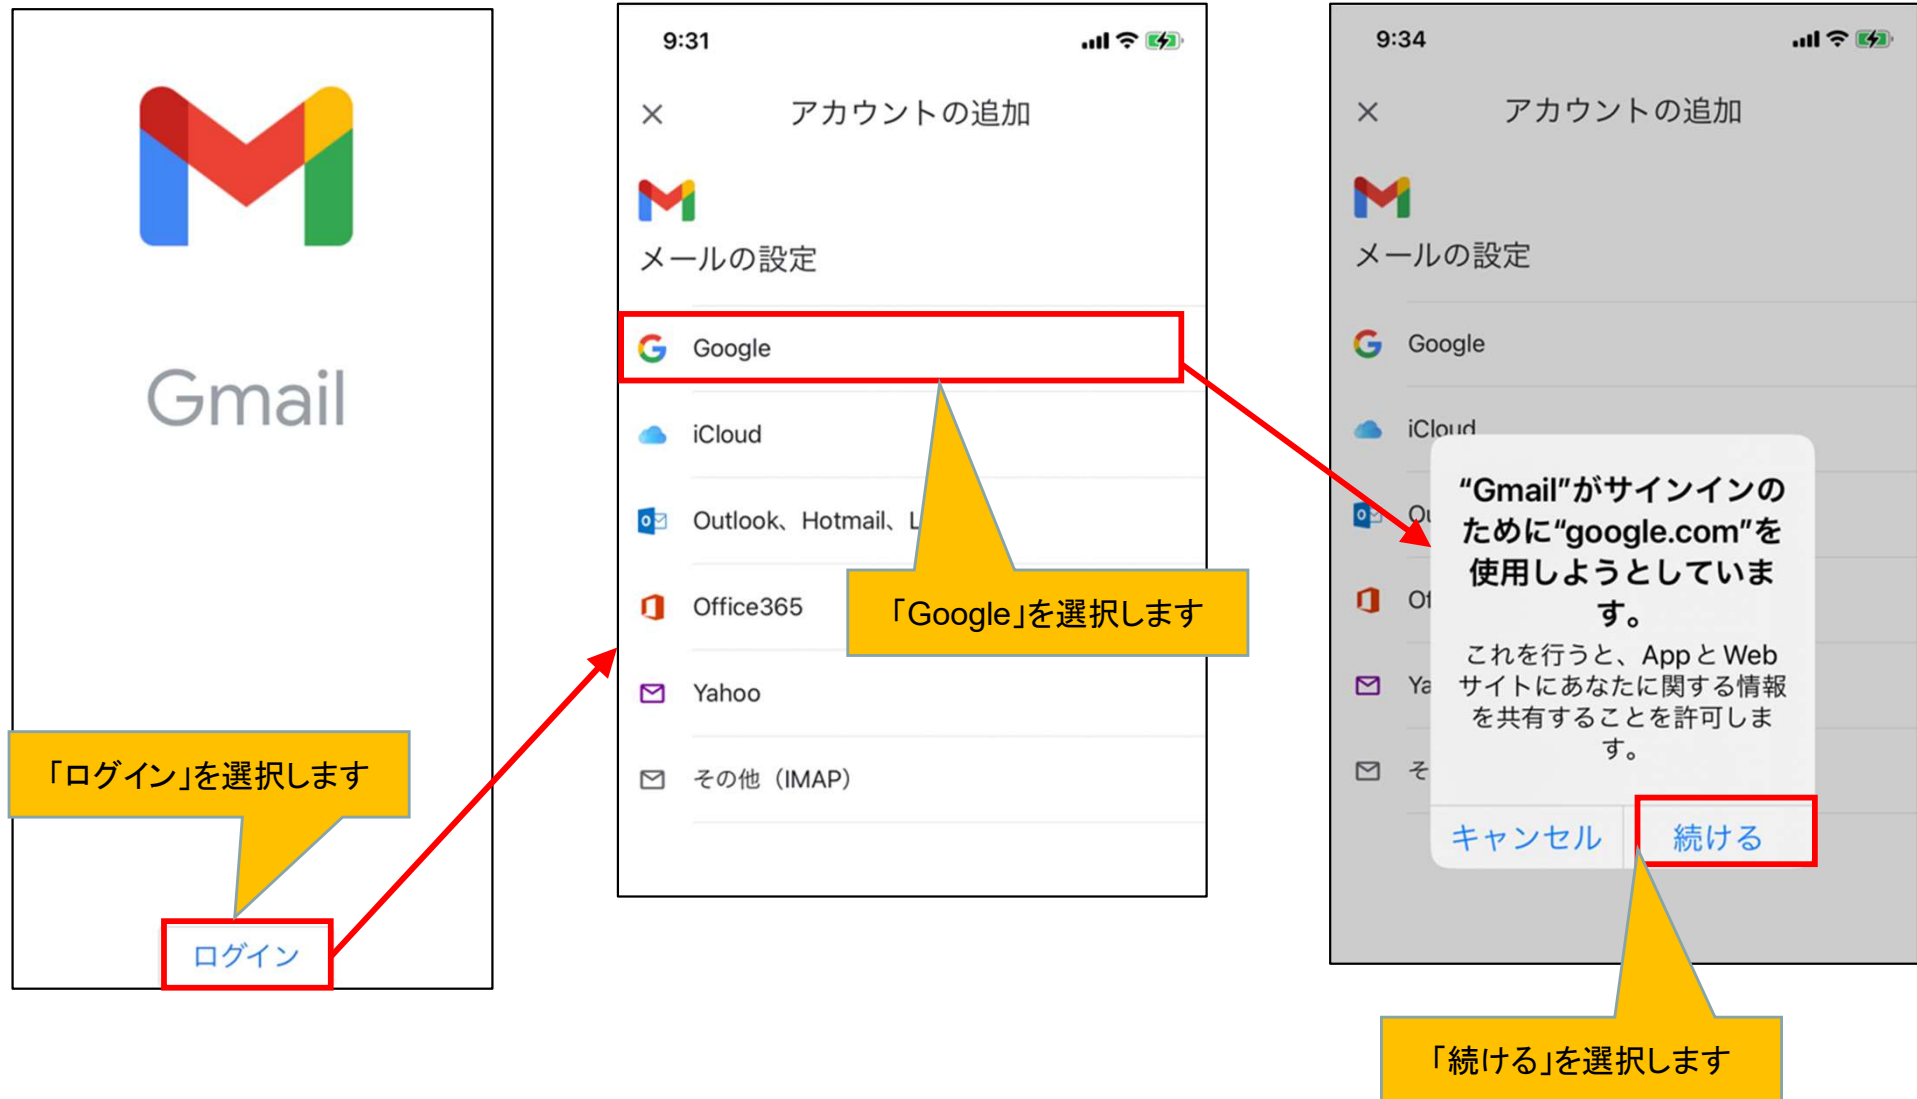 Gmail
「ログイン」を選択します
ログイン
9:31
アカウントの追加
メールの設定
Google
iCloud
Outlook、Hotmail、L
Office365
「Google」を選択します
Yahoo
その他（IMAP）
9:34
アカウントの追加
メールの設定
Google
iCloud
Ou
Of
Ya
そ
“Gmail”がサインインの
ために“google.com”を
使用しようとしていま
す。
これを行うと、AppとWeb
サイトにあなたに関する情報
を共有することを許可しま
す。
キャンセル
続ける
「続ける」を選択します